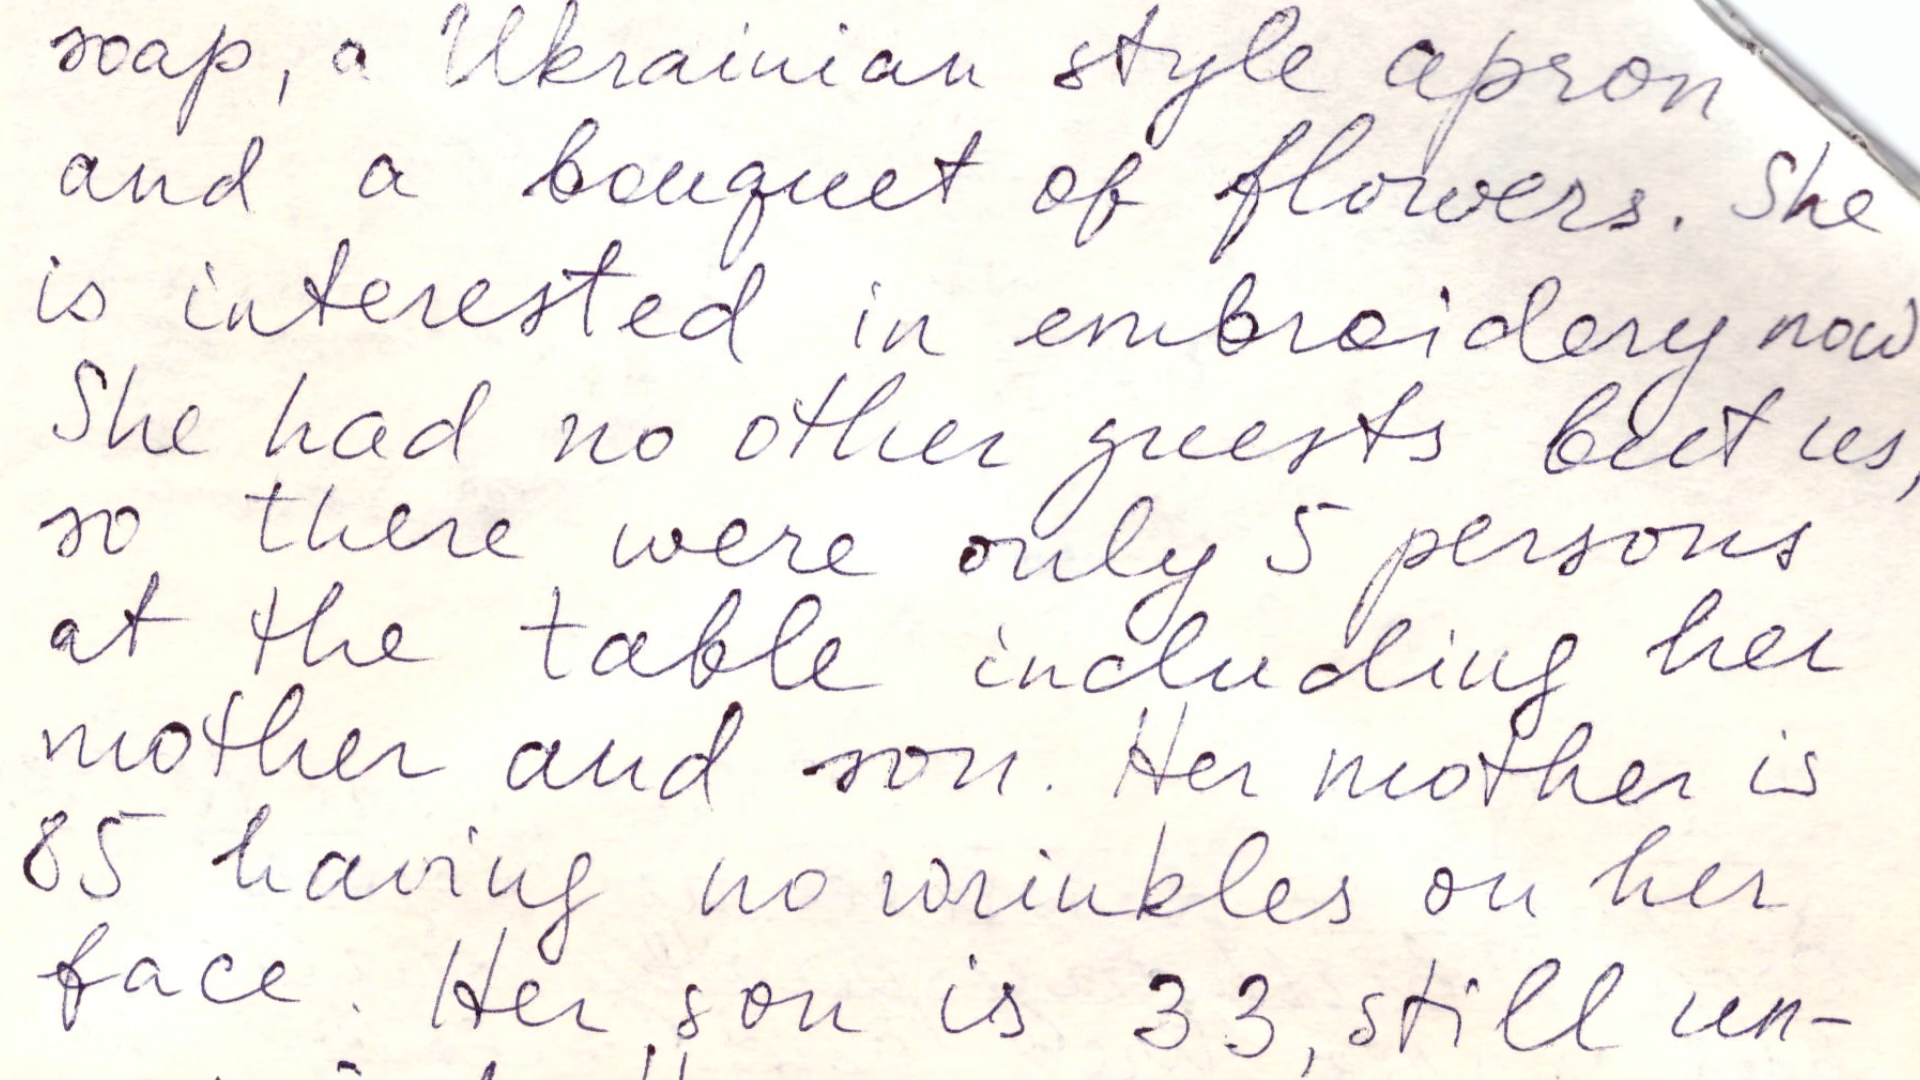 soap, a Ukrainian style apron
and a bouquet of flowers. She
is interested in embroidery now
She had no other guests but us,
so there were only 5 persons
at the table including her
mother and son. Her mother is
85 having no wrinkles on her
face. Her son is 33, still un-